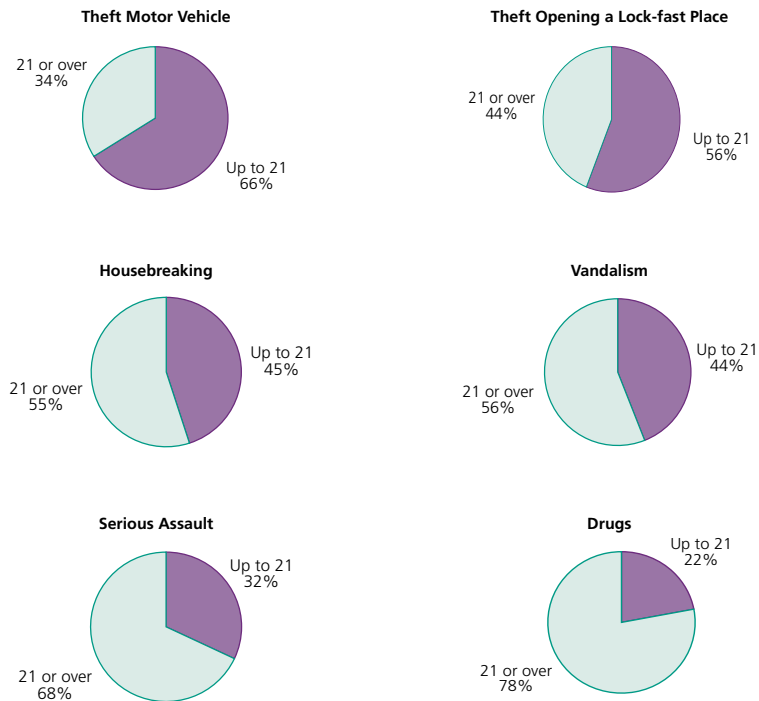 Theft Motor Vehicle
21 or over
34%
Up to 21
66%
Theft Opening a Lock-fast Place
21 or over
44%
Up to 21
56%
Housebreaking
Up to 21
45%
21 or over
55%
Vandalism
Up to 21
44%
21 or over
56%
Serious Assault
Up to 21
32%
21 or over
68%
Drugs
Up to 21
22%
21 or over
78%